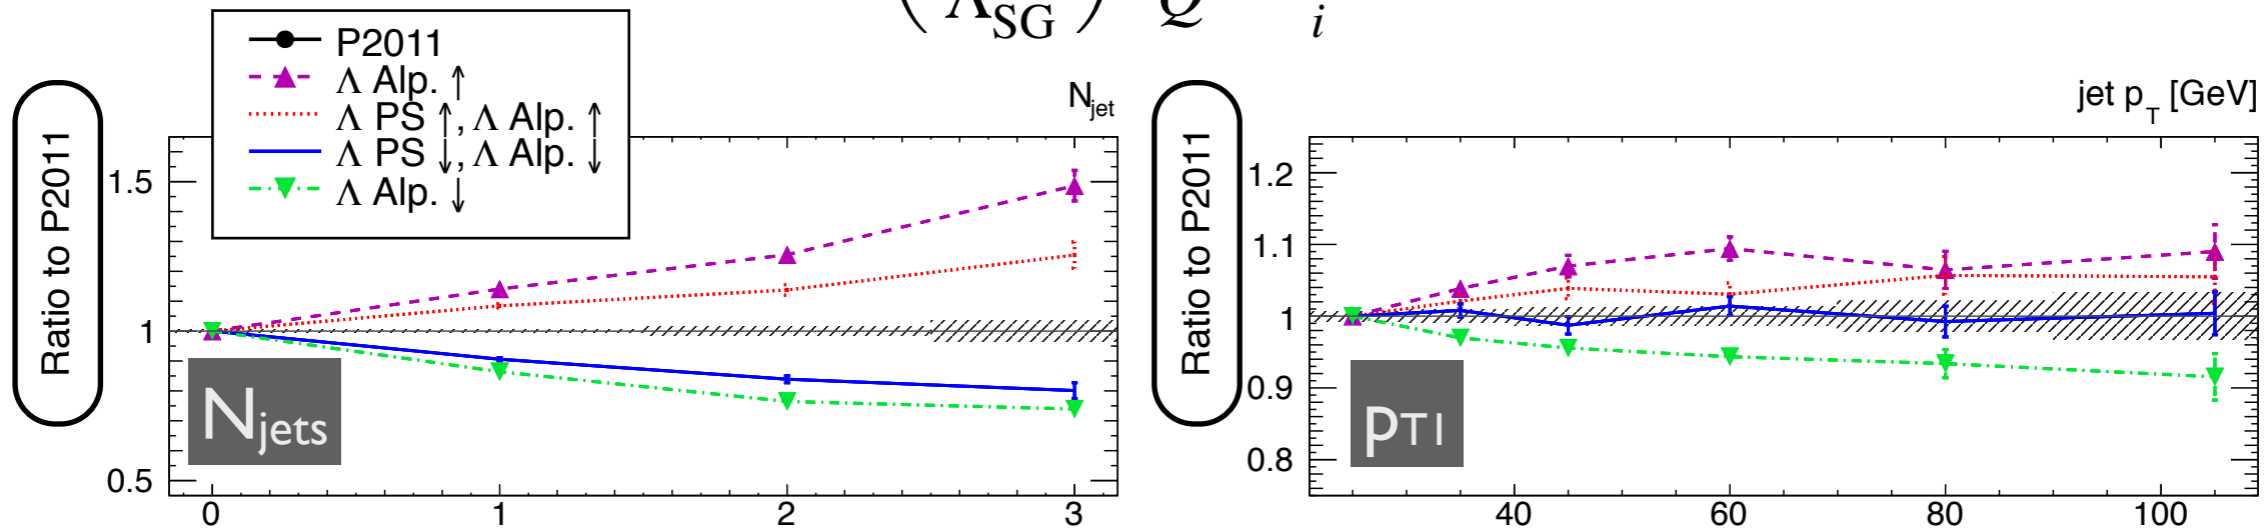 ( Λ_SG ) Q i
P2011
Λ Alp. ↑
Λ PS ↑, Λ Alp. ↑
Λ PS ↓, Λ Alp. ↓
Λ Alp. ↓
N_jet
jet p_T [GeV]
Ratio to P2011
1.5
1
0.5
N_jets
0 1 2 3
Ratio to P2011
1.2
1.1
1
0.9
0.8
p_T1
40 60 80 100